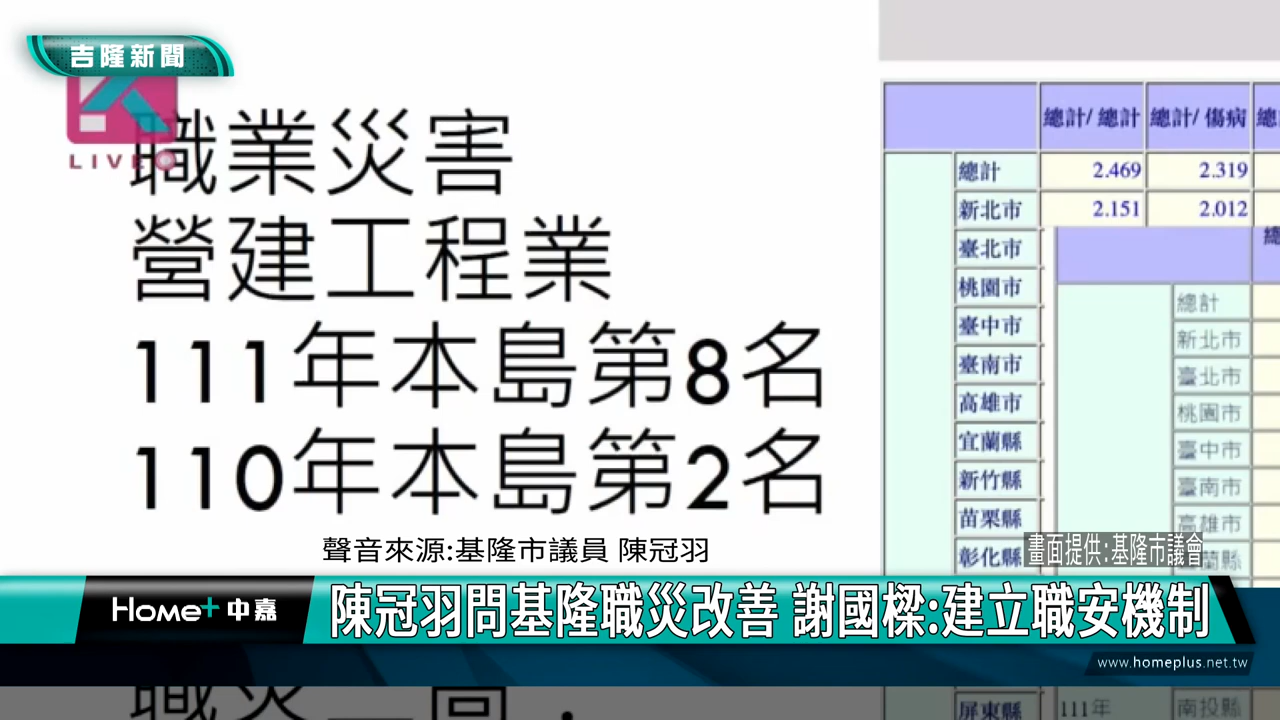 吉隆新聞
LIVE
職業災害
營建工程業
111年本島第8名
110年本島第2名
總計/ 總計 總計/ 傷病
總計 2.469 2.319
新北市 2.151 2.012
臺北市
桃園市
臺中市
臺南市
高雄市
宜蘭縣
新竹縣
苗栗縣
彰化縣
屏東縣
總計
新北市
臺北市
桃園市
臺中市
臺南市
高雄市
111年 南投縣
聲音來源:基隆市議員 陳冠羽
畫面提供:基隆市議會
Home+中嘉
陳冠羽問基隆職災改善 謝國樑:建立職安機制
www.homeplus.net.tw